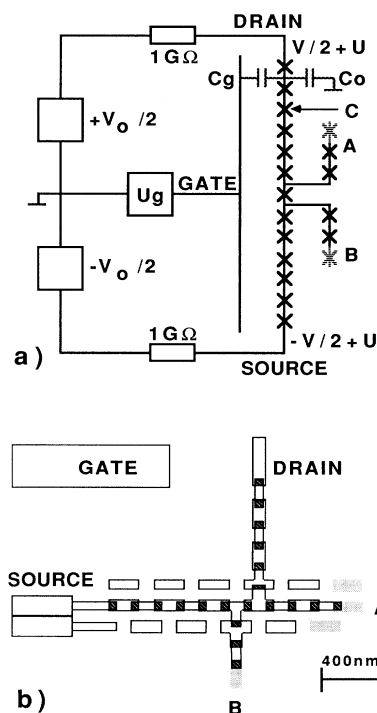 DRAIN
V/2+U
1GΩ
Cg
Co
C
+Vo/2
A
GATE
Ug
-Vo/2
B
1GΩ
-V/2+U
a)
SOURCE
GATE
DRAIN
SOURCE
A
400nm
b)
B